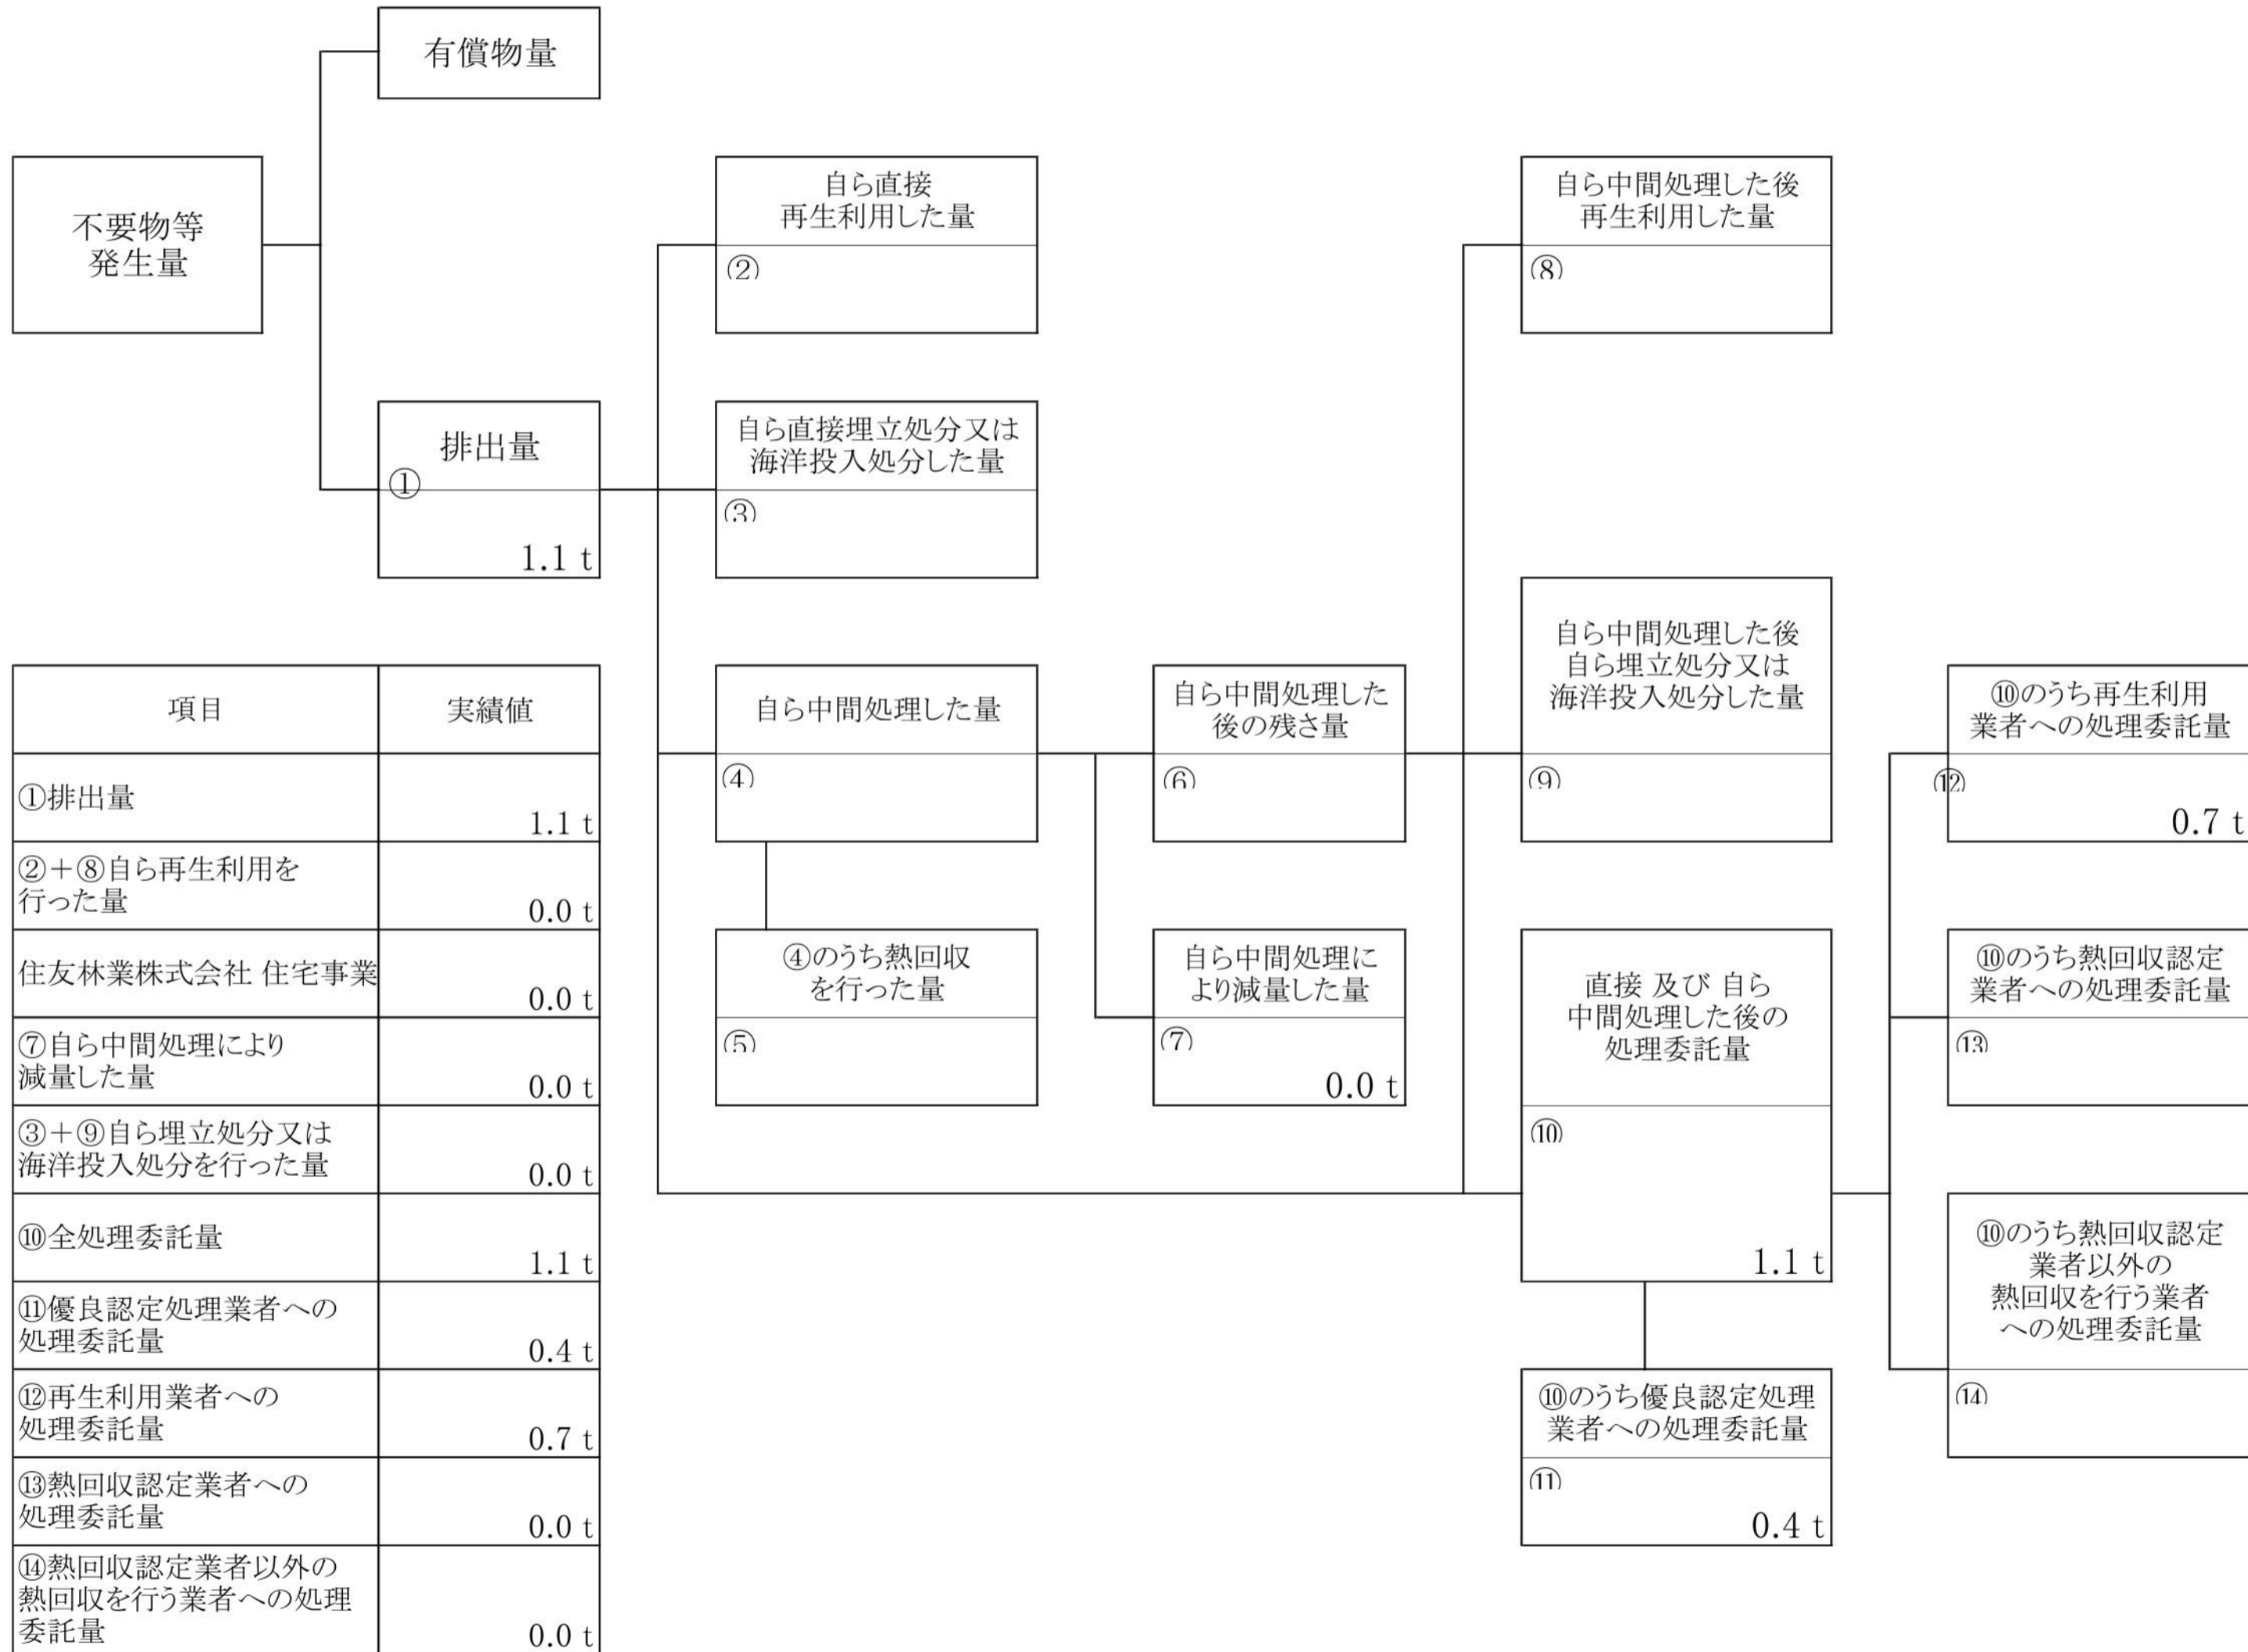 有償物量
不要物等
発生量
自ら直接
再生利用した量
②
自ら中間処理した後
再生利用した量
⑧
排出量
①
1.1 t
自ら直接埋立処分又は
海洋投入処分した量
③
自ら中間処理した量
④
自ら中間処理した
後の残さ量
⑥
自ら中間処理した後
自ら埋立処分又は
海洋投入処分した量
⑨
⑩のうち再生利用
業者への処理委託量
⑫
0.7 t
④のうち熱回収
を行った量
⑤
自ら中間処理に
より減量した量
⑦
0.0 t
直接 及び 自ら
中間処理した後の
処理委託量
⑩
1.1 t
⑩のうち熱回収認定
業者への処理委託量
⑬
⑩のうち熱回収認定
業者以外の
熱回収を行う業者
への処理委託量
⑭
⑩のうち優良認定処理
業者への処理委託量
⑪
0.4 t
項目 実績値
①排出量
1.1 t
②＋⑧自ら再生利用を
行った量
0.0 t
住友林業株式会社 住宅事業
0.0 t
⑦自ら中間処理により
減量した量
0.0 t
③＋⑨自ら埋立処分又は
海洋投入処分を行った量
0.0 t
⑩全処理委託量
1.1 t
⑪優良認定処理業者への
処理委託量
0.4 t
⑫再生利用業者への
処理委託量
0.7 t
⑬熱回収認定業者への
処理委託量
0.0 t
⑭熱回収認定業者以外の
熱回収を行う業者への処理
委託量
0.0 t